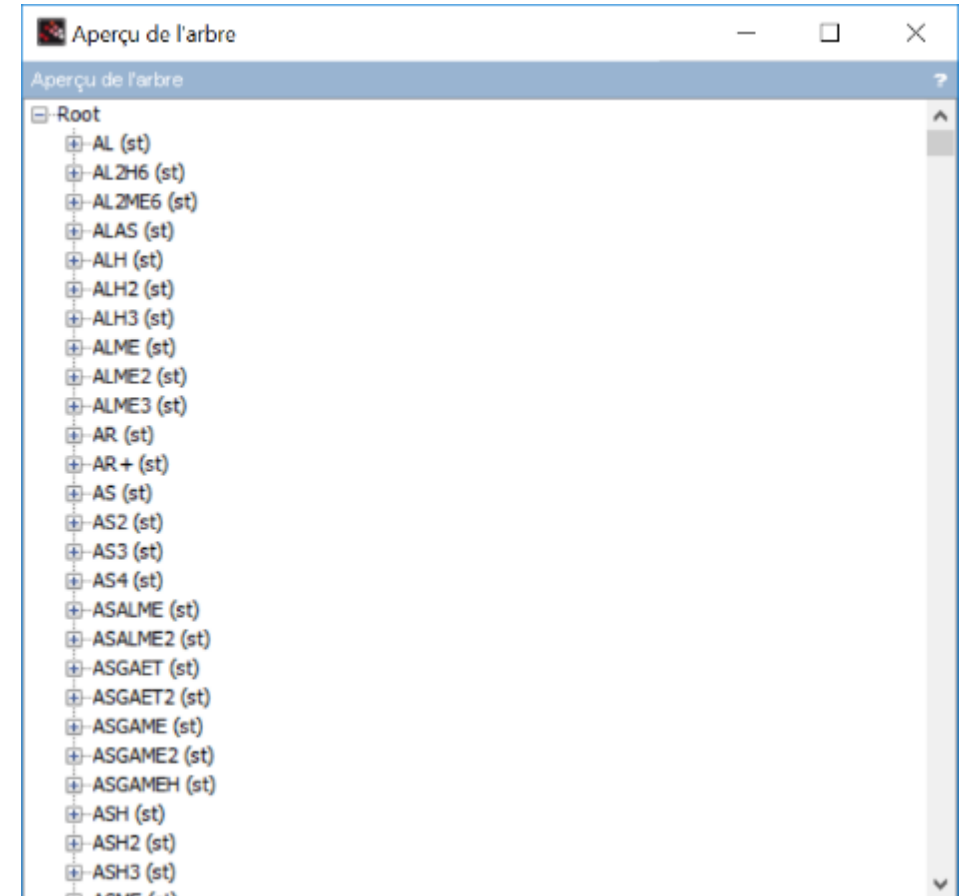 Aperçu de l'arbre
Aperçu de l'arbre ?
Root
AL (st)
AL2H6 (st)
AL2ME6 (st)
ALAS (st)
ALH (st)
ALH2 (st)
ALH3 (st)
ALME (st)
ALME2 (st)
ALME3 (st)
AR (st)
AR+ (st)
AS (st)
AS2 (st)
AS3 (st)
AS4 (st)
ASALME (st)
ASALME2 (st)
ASGAET (st)
ASGAET2 (st)
ASGAME (st)
ASGAME2 (st)
ASGAMEH (st)
ASH (st)
ASH2 (st)
ASH3 (st)